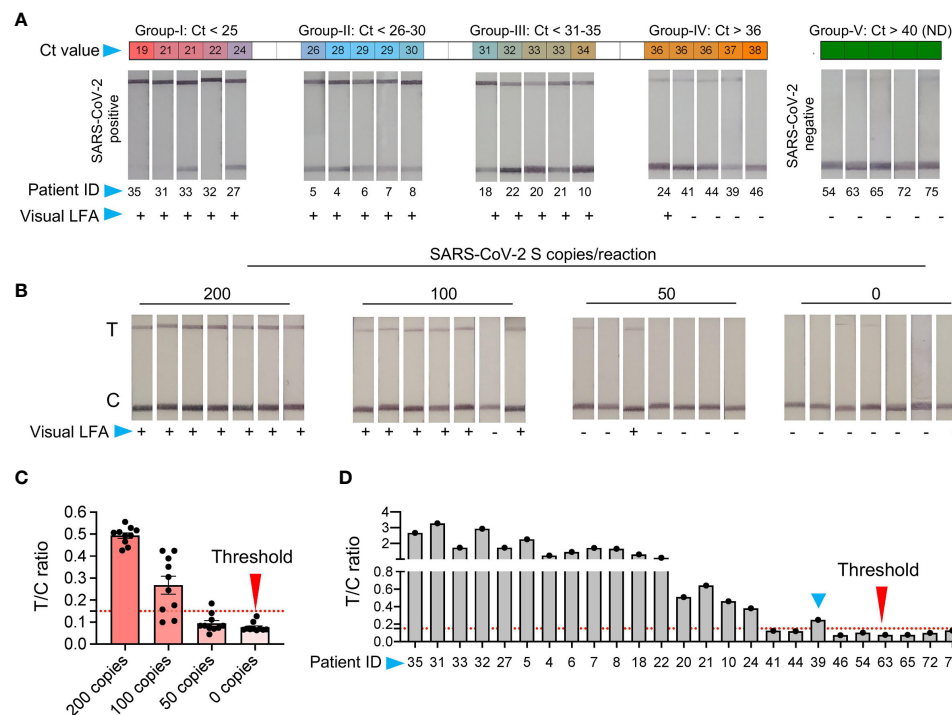 A
Group-I: Ct < 25 Group-II: Ct < 26-30 Group-III: Ct < 31-35 Group-IV: Ct > 36 Group-V: Ct > 40 (ND)
Ct value 19 21 21 22 24 26 28 29 29 30 31 32 33 33 34 36 36 36 37 38
SARS-CoV-2
positive
SARS-CoV-2
negative
Patient ID 35 31 33 32 27 5 4 6 7 8 18 22 20 21 10 24 41 44 39 46 54 63 65 72 75
Visual LFA + + + + + + + + + + + + + + + + - - - - - - - - -
SARS-CoV-2 S copies/reaction
B
200 100 50 0
T
C
Visual LFA + + + + + + + + + + + + - + - - + - - - - - - - - - - -
C
T/C ratio
0.6
0.5
0.4
0.3
0.2
0.1
0.0
Threshold
200 copies
100 copies
50 copies
0 copies
D
T/C ratio
4
3
2
1
0.8
0.6
0.4
0.2
0.0
Threshold
Patient ID 35 31 33 32 27 5 4 6 7 8 18 22 20 21 10 24 41 44 39 46 54 63 65 72